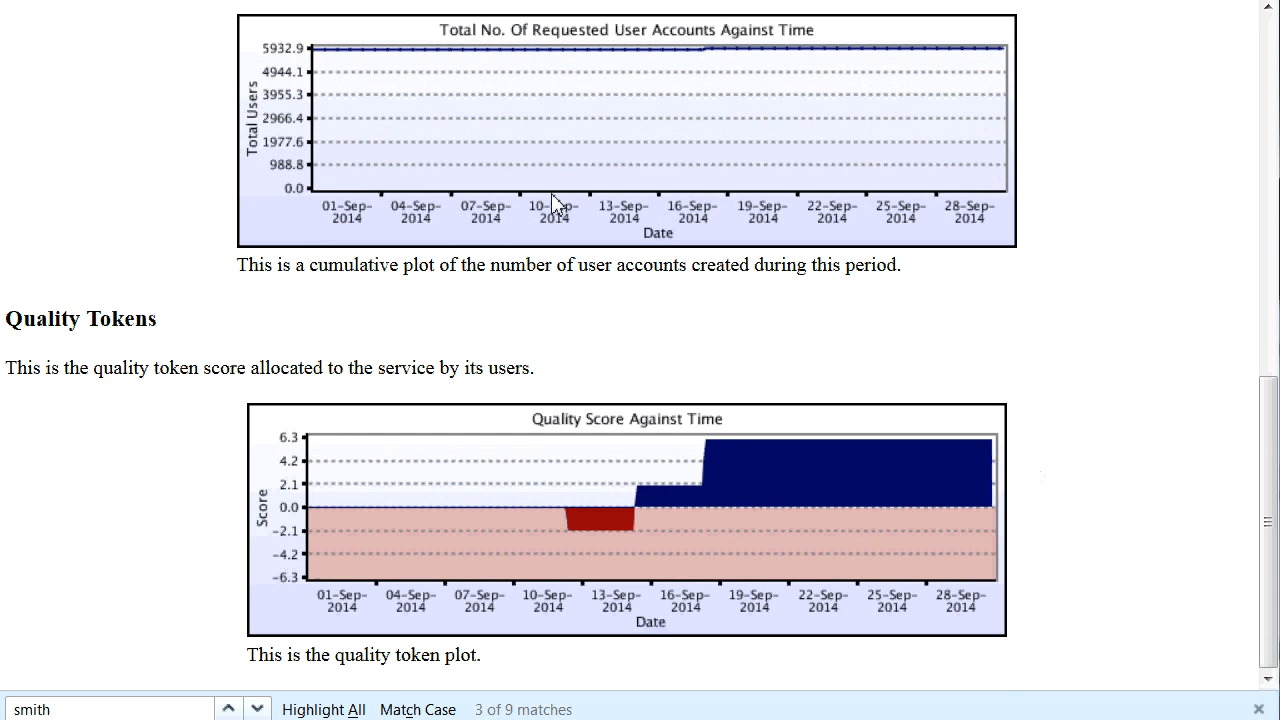 Total No. Of Requested User Accounts Against Time
5932.9
4944.1
3955.3
2966.4
1977.6
988.8
0.0
Total Users
01-Sep- 04-Sep- 07-Sep- 13-Sep- 16-Sep- 19-Sep- 22-Sep- 25-Sep- 28-Sep-
2014 2014 2014 2014 2014 2014 2014 2014 2014 2014
Date
This is a cumulative plot of the number of user accounts created during this period.
Quality Tokens
This is the quality token score allocated to the service by its users.
Quality Score Against Time
6.3
4.2
2.1
0.0
-2.1
-4.2
-6.3
Score
01-Sep- 04-Sep- 07-Sep- 10-Sep- 13-Sep- 16-Sep- 19-Sep- 22-Sep- 25-Sep- 28-Sep-
2014 2014 2014 2014 2014 2014 2014 2014 2014 2014
Date
This is the quality token plot.
smith Highlight All Match Case 3 of 9 matches